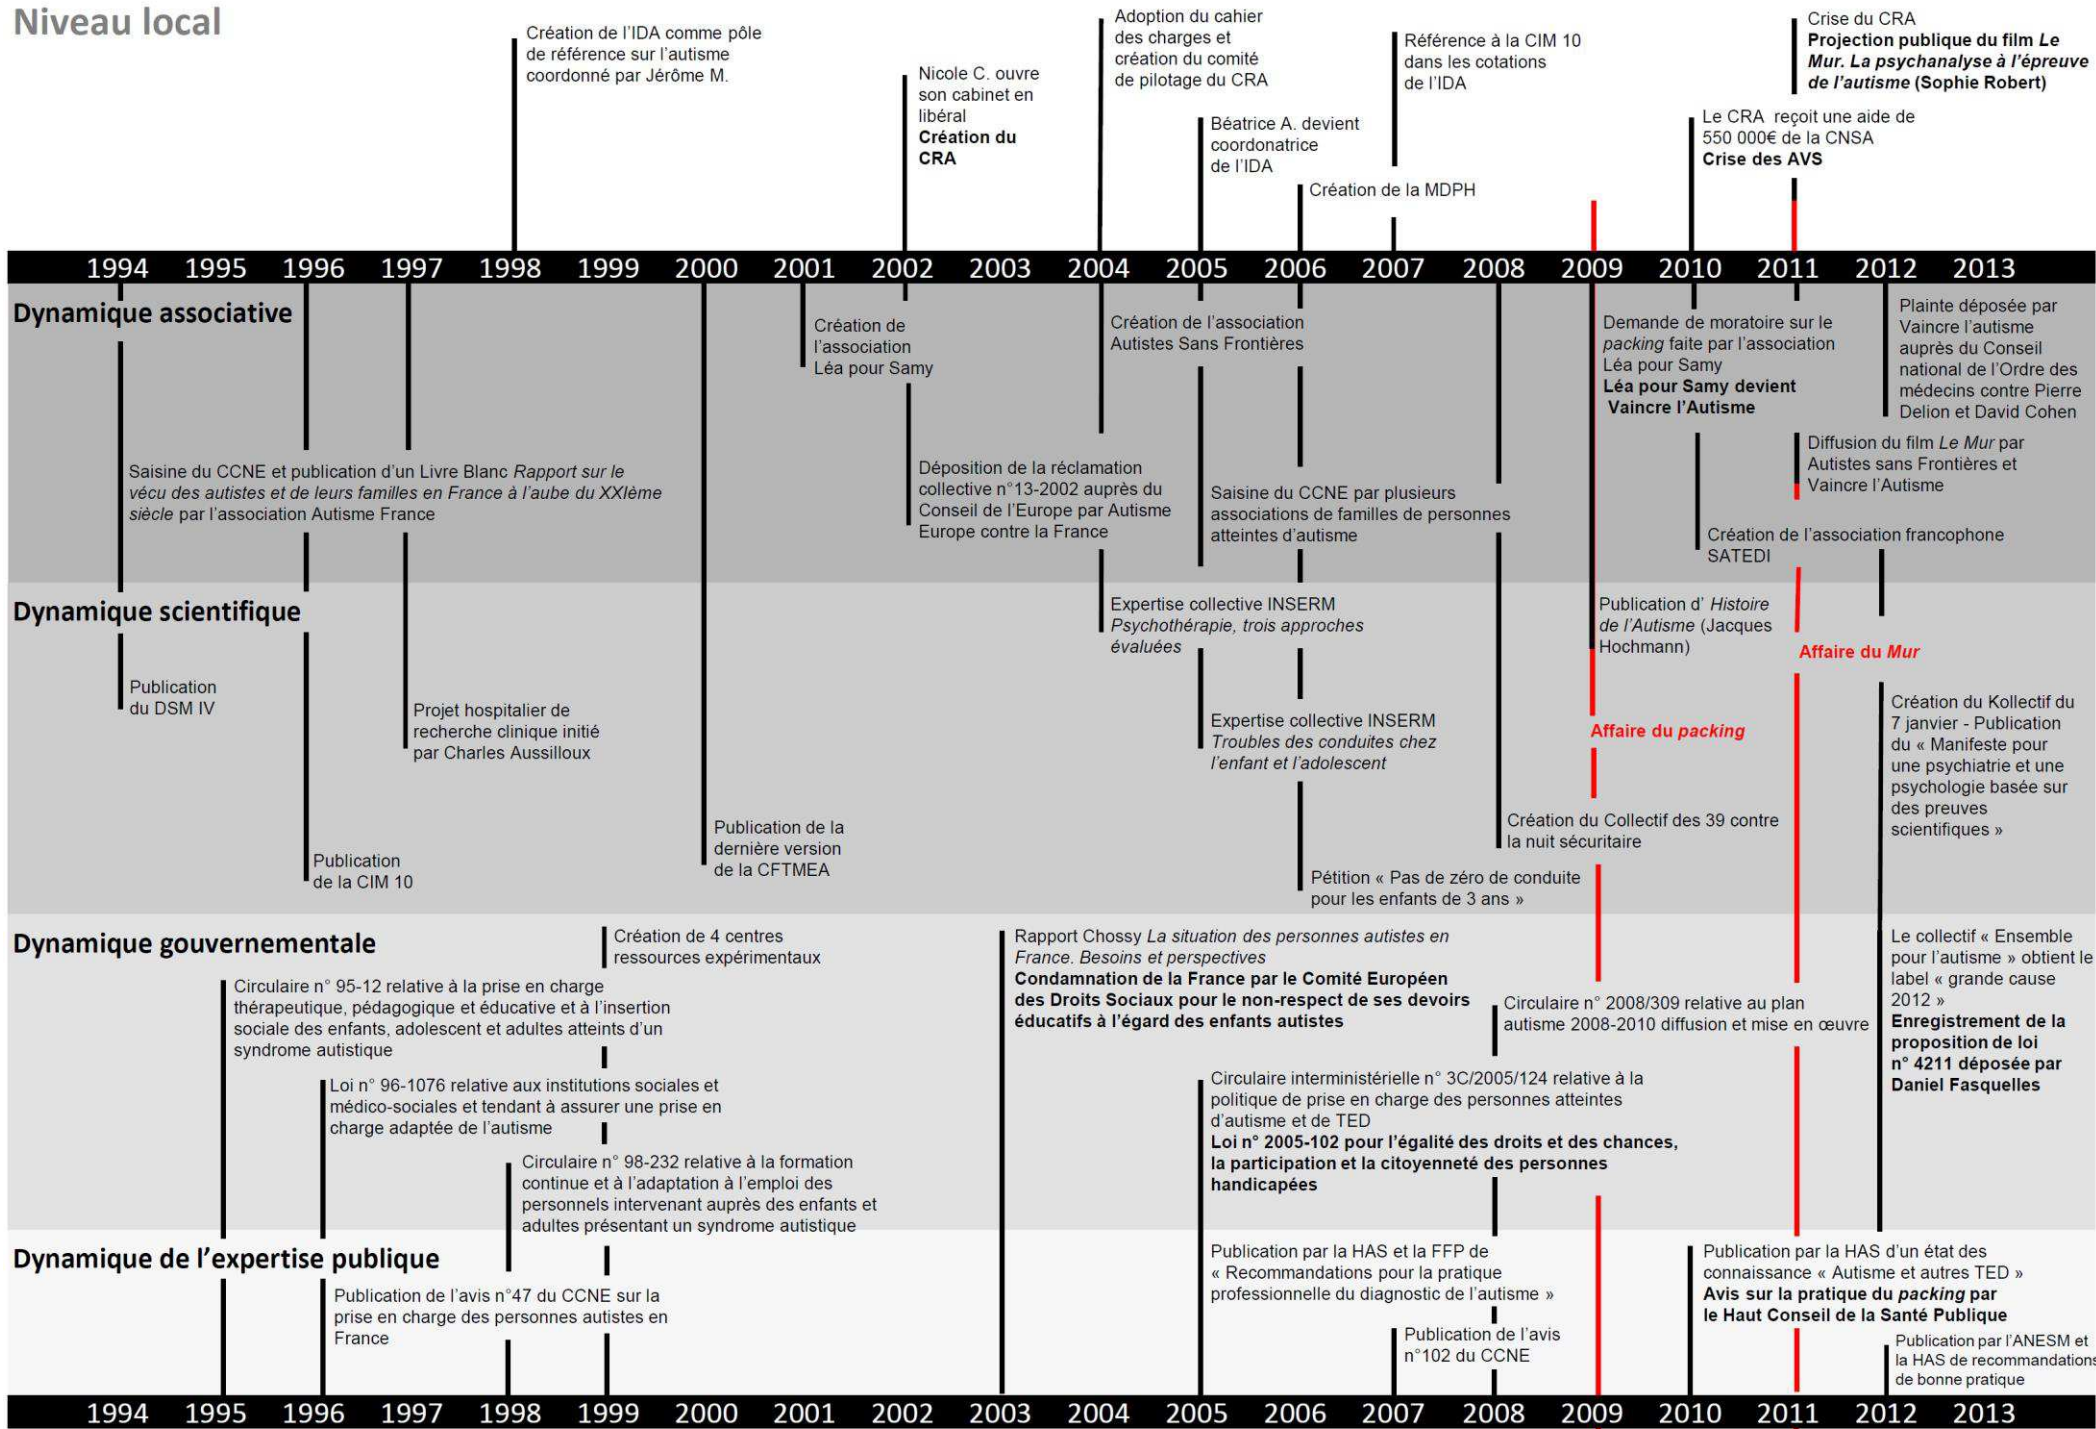 Niveau local
Création de l’IDA comme pôle
de référence sur l’autisme
coordonné par Jérôme M.
Nicole C. ouvre
son cabinet en
libéral
Création du
CRA
Adoption du cahier
des charges et
création du comité
de pilotage du CRA
Béatrice A. devient
coordonatrice
de l’IDA
Création de la MDPH
Référence à la CIM 10
dans les cotations
de l’IDA
Le CRA reçoit une aide de
550 000€ de la CNSA
Crise des AVS
Crise du CRA
Projection publique du film Le
Mur. La psychanalyse à l’épreuve
de l’autisme (Sophie Robert)
1994 1995 1996 1997 1998 1999 2000 2001 2002 2003 2004 2005 2006 2007 2008 2009 2010 2011 2012 2013
Dynamique associative
Saisine du CCNE et publication d’un Livre Blanc Rapport sur le
vécu des autistes et de leurs familles en France à l’aube du XXIème
siècle par l’association Autisme France
Création de
l’association
Léa pour Samy
Déposition de la réclamation
collective n°13-2002 auprès du
Conseil de l’Europe par Autisme
Europe contre la France
Création de l’association
Autistes Sans Frontières
Saisine du CCNE par plusieurs
associations de familles de personnes
atteintes d’autisme
Demande de moratoire sur le
packing faite par l’association
Léa pour Samy
Léa pour Samy devient
Vaincre l’Autisme
Création de l’association francophone
SATEDI
Diffusion du film Le Mur par
Autistes sans Frontières et
Vaincre l’Autisme
Plainte déposée par
Vaincre l’autisme
auprès du Conseil
national de l’Ordre des
médecins contre Pierre
Delion et David Cohen
Dynamique scientifique
Publication
du DSM IV
Publication
de la CIM 10
Projet hospitalier de
recherche clinique initié
par Charles Aussilloux
Publication de la
dernière version
de la CFTMEA
Expertise collective INSERM
Psychothérapie, trois approches
évaluées
Expertise collective INSERM
Troubles des conduites chez
l’enfant et l’adolescent
Pétition « Pas de zéro de conduite
pour les enfants de 3 ans »
Création du Collectif des 39 contre
la nuit sécuritaire
Publication d’ Histoire
de l’Autisme (Jacques
Hochmann)
Affaire du packing
Affaire du Mur
Création du Kollectif du
7 janvier - Publication
du « Manifeste pour
une psychiatrie et une
psychologie basée sur
des preuves
scientifiques »
Dynamique gouvernementale
Circulaire n° 95-12 relative à la prise en charge
thérapeutique, pédagogique et éducative et à l’insertion
sociale des enfants, adolescent et adultes atteints d’un
syndrome autistique
Loi n° 96-1076 relative aux institutions sociales et
médico-sociales et tendant à assurer une prise en
charge adaptée de l’autisme
Circulaire n° 98-232 relative à la formation
continue et à l’adaptation à l’emploi des
personnels intervenant auprès des enfants et
adultes présentant un syndrome autistique
Création de 4 centres
ressources expérimentaux
Rapport Chossy La situation des personnes autistes en
France. Besoins et perspectives
Condamnation de la France par le Comité Européen
des Droits Sociaux pour le non-respect de ses devoirs
éducatifs à l’égard des enfants autistes
Circulaire n° 2008/309 relative au plan
autisme 2008-2010 diffusion et mise en œuvre
Circulaire interministérielle n° 3C/2005/124 relative à la
politique de prise en charge des personnes atteintes
d’autisme et de TED
Loi n° 2005-102 pour l’égalité des droits et des chances,
la participation et la citoyenneté des personnes
handicapées
Le collectif « Ensemble
pour l’autisme » obtient le
label « grande cause
2012 »
Enregistrement de la
proposition de loi
n° 4211 déposée par
Daniel Fasquelles
Dynamique de l’expertise publique
Publication de l’avis n°47 du CCNE sur la
prise en charge des personnes autistes en
France
Publication par la HAS et la FFP de
« Recommandations pour la pratique
professionnelle du diagnostic de l’autisme »
Publication de l’avis
n°102 du CCNE
Publication par la HAS d’un état des
connaissance « Autisme et autres TED »
Avis sur la pratique du packing par
le Haut Conseil de la Santé Publique
Publication par l’ANESM et
la HAS de recommandations
de bonne pratique
1994 1995 1996 1997 1998 1999 2000 2001 2002 2003 2004 2005 2006 2007 2008 2009 2010 2011 2012 2013